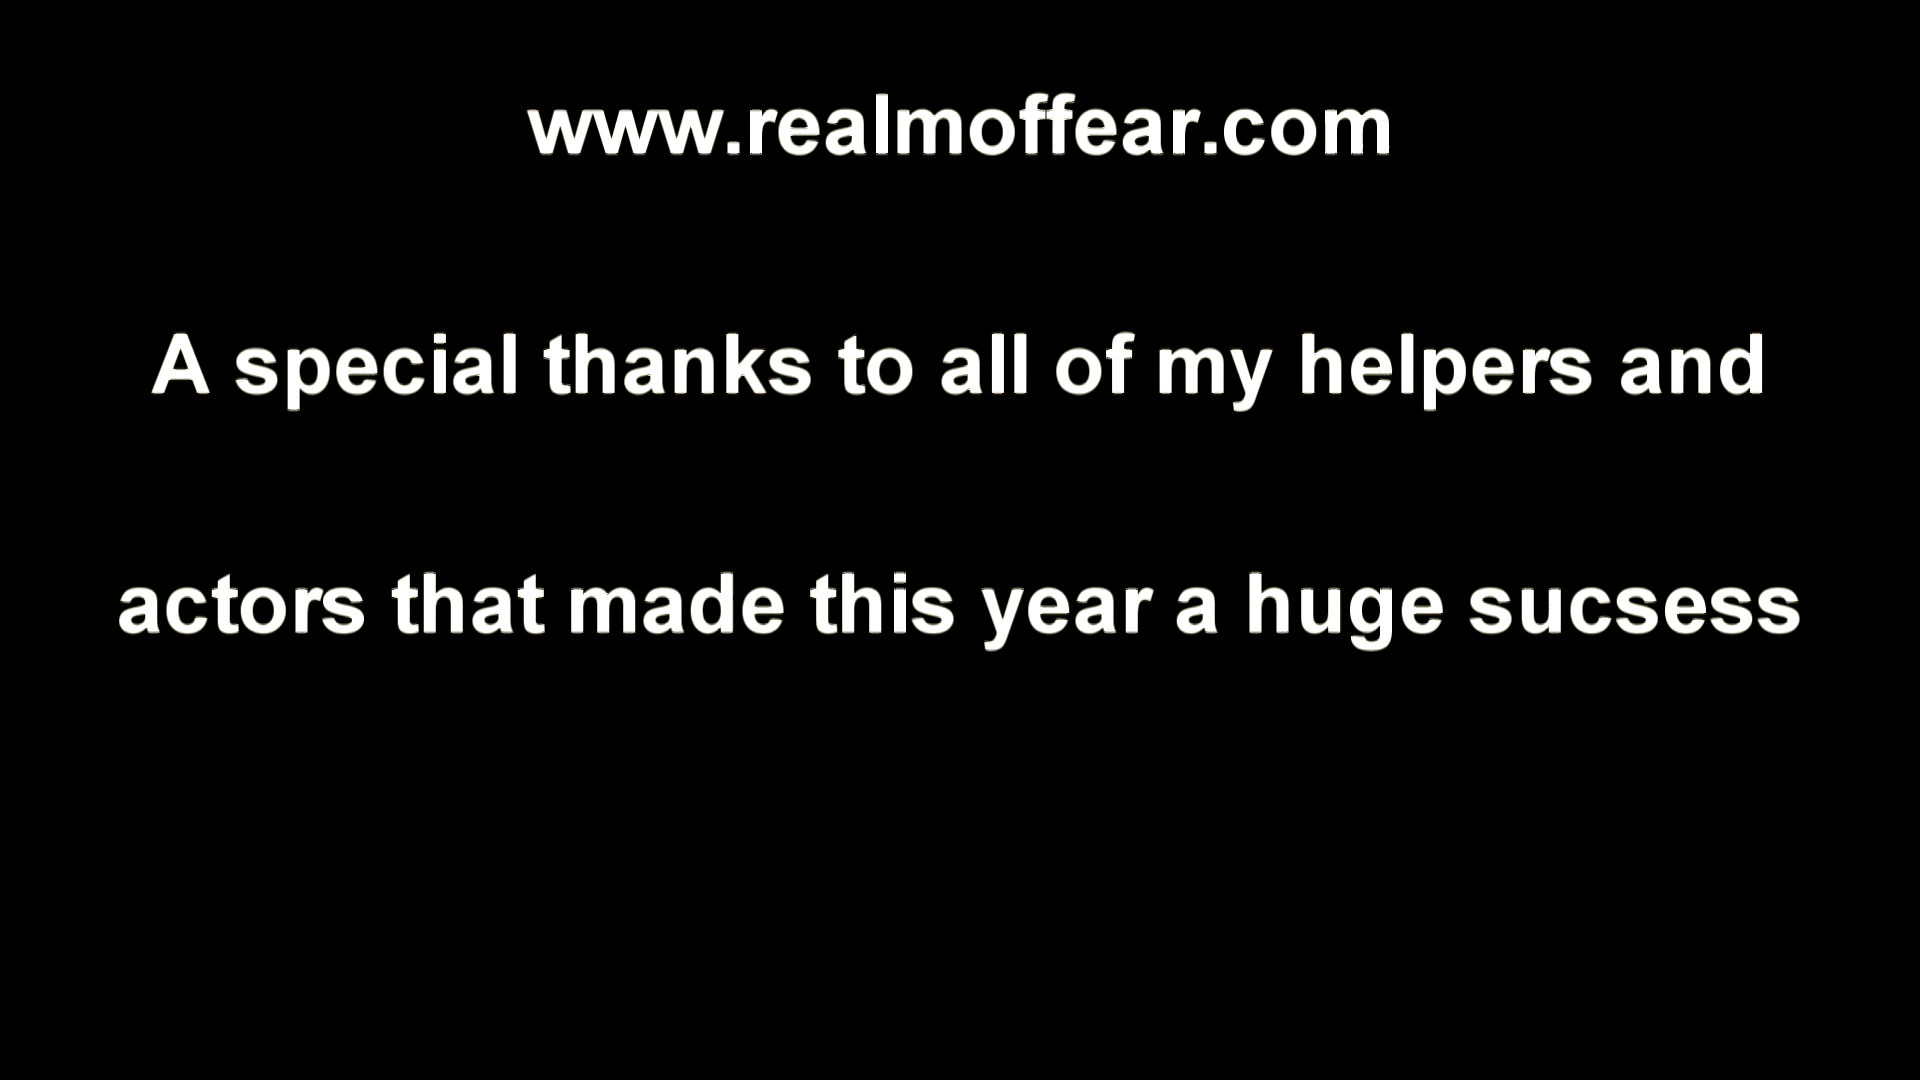 www.realmoffear.com
A special thanks to all of my helpers and
actors that made this year a huge sucsess